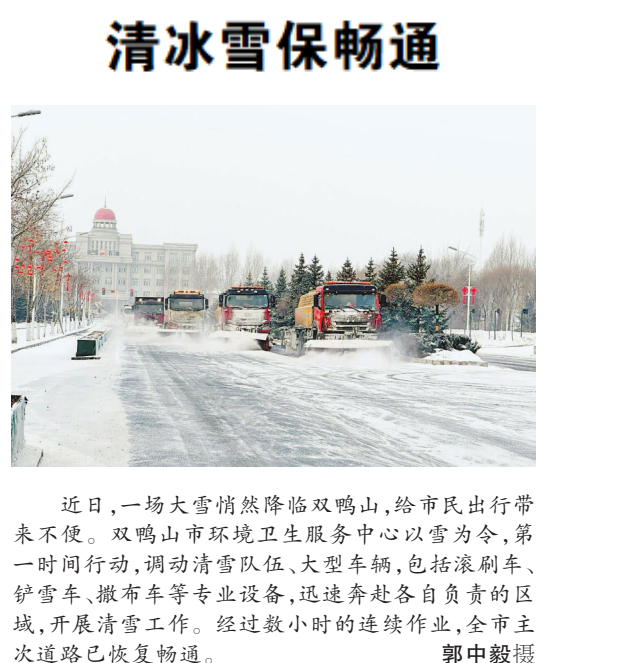 清冰雪保畅通
近日,一场大雪悄然降临双鸭山,给市民出行带
来不便。双鸭山市环境卫生服务中心以雪为令,第
一时间行动,调动清雪队伍、大型车辆,包括滚刷车、
铲雪车、撒布车等专业设备,迅速奔赴各自负责的区
域,开展清雪工作。经过数小时的连续作业,全市主
次道路已恢复畅通。 郭中毅摄